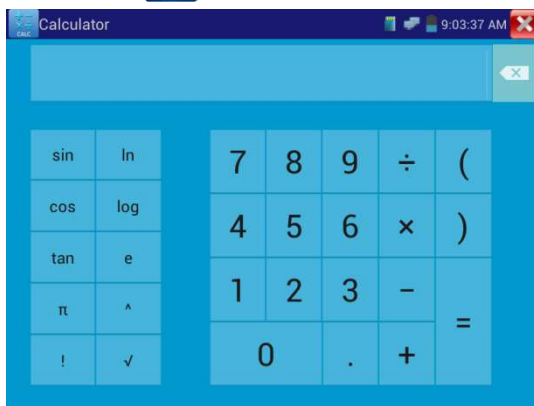 CALC Calculator 9:03:37 AM
sin ln 7 8 9 ÷ (
cos log 4 5 6 × )
tan e 1 2 3 −
π ^ =
! √ 0 . +